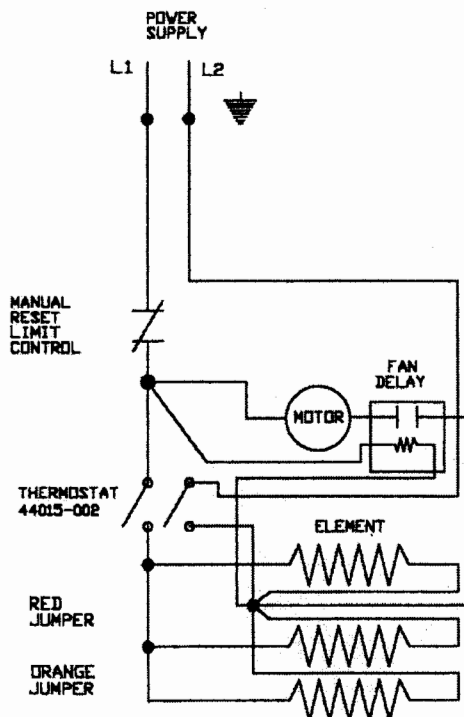 POWER
SUPPLY
L1
L2
MANUAL
RESET
LIMIT
CONTROL
FAN
DELAY
MOTOR
THERMOSTAT
44015-002
ELEMENT
RED
JUMPER
ORANGE
JUMPER